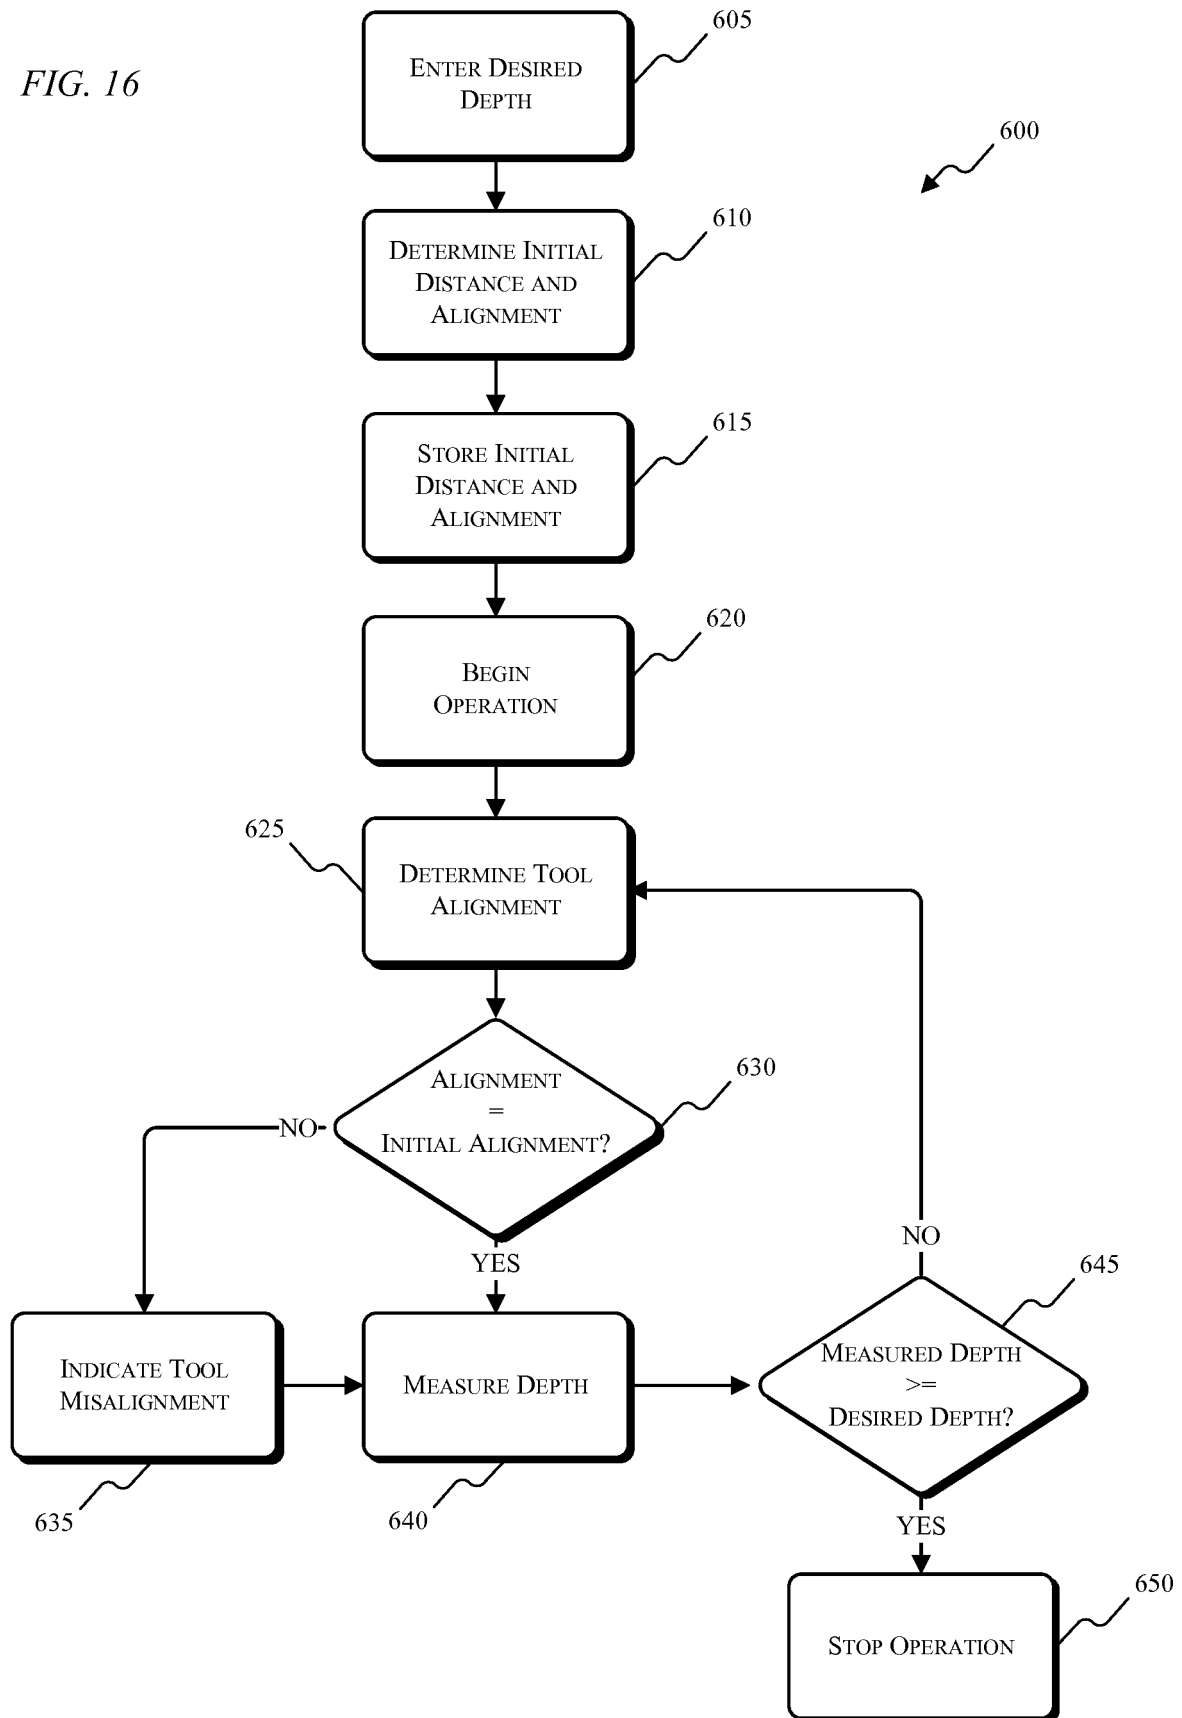 FIG. 16
605
ENTER DESIRED
DEPTH
600
610
DETERMINE INITIAL
DISTANCE AND
ALIGNMENT
615
STORE INITIAL
DISTANCE AND
ALIGNMENT
620
BEGIN
OPERATION
625
DETERMINE TOOL
ALIGNMENT
630
ALIGNMENT
=
INITIAL ALIGNMENT?
NO
YES
NO
645
INDICATE TOOL
MISALIGNMENT
635
MEASURE DEPTH
640
MEASURED DEPTH
>=
DESIRED DEPTH?
YES
650
STOP OPERATION